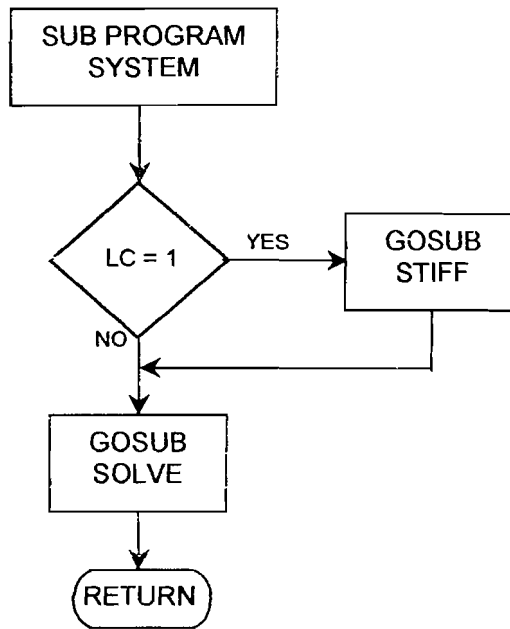 SUB PROGRAM
SYSTEM
LC = 1
YES
GOSUB
STIFF
NO
GOSUB
SOLVE
RETURN